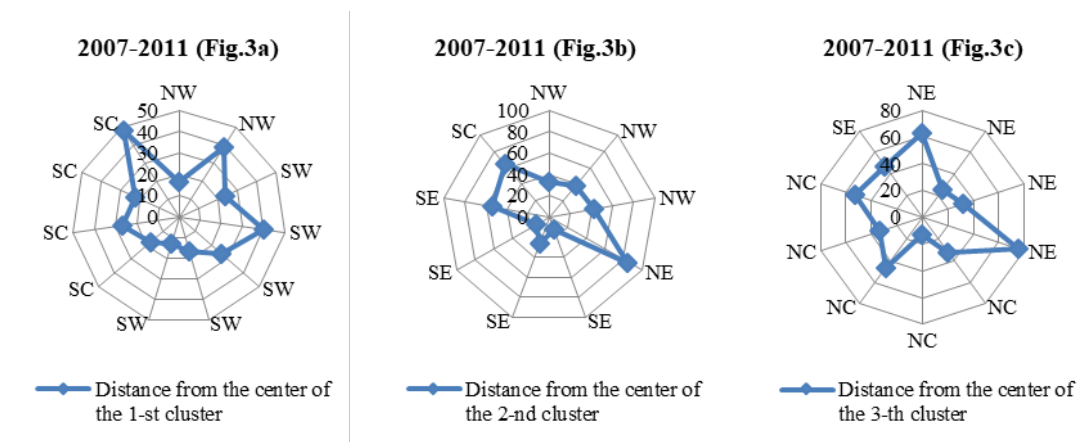 2007-2011 (Fig.3a)
NW
NW
SW
SW
SW
SW
SW
SC
SC
SC
SC
50
40
30
20
10
0
Distance from the center of
the 1-st cluster
2007-2011 (Fig.3b)
NW
NW
NW
NE
SE
SE
SE
SE
SC
100
80
60
40
20
0
Distance from the center of
the 2-nd cluster
2007-2011 (Fig.3c)
NE
NE
NE
NE
NC
NC
NC
NC
NC
SE
80
60
40
20
0
Distance from the center of
the 3-th cluster